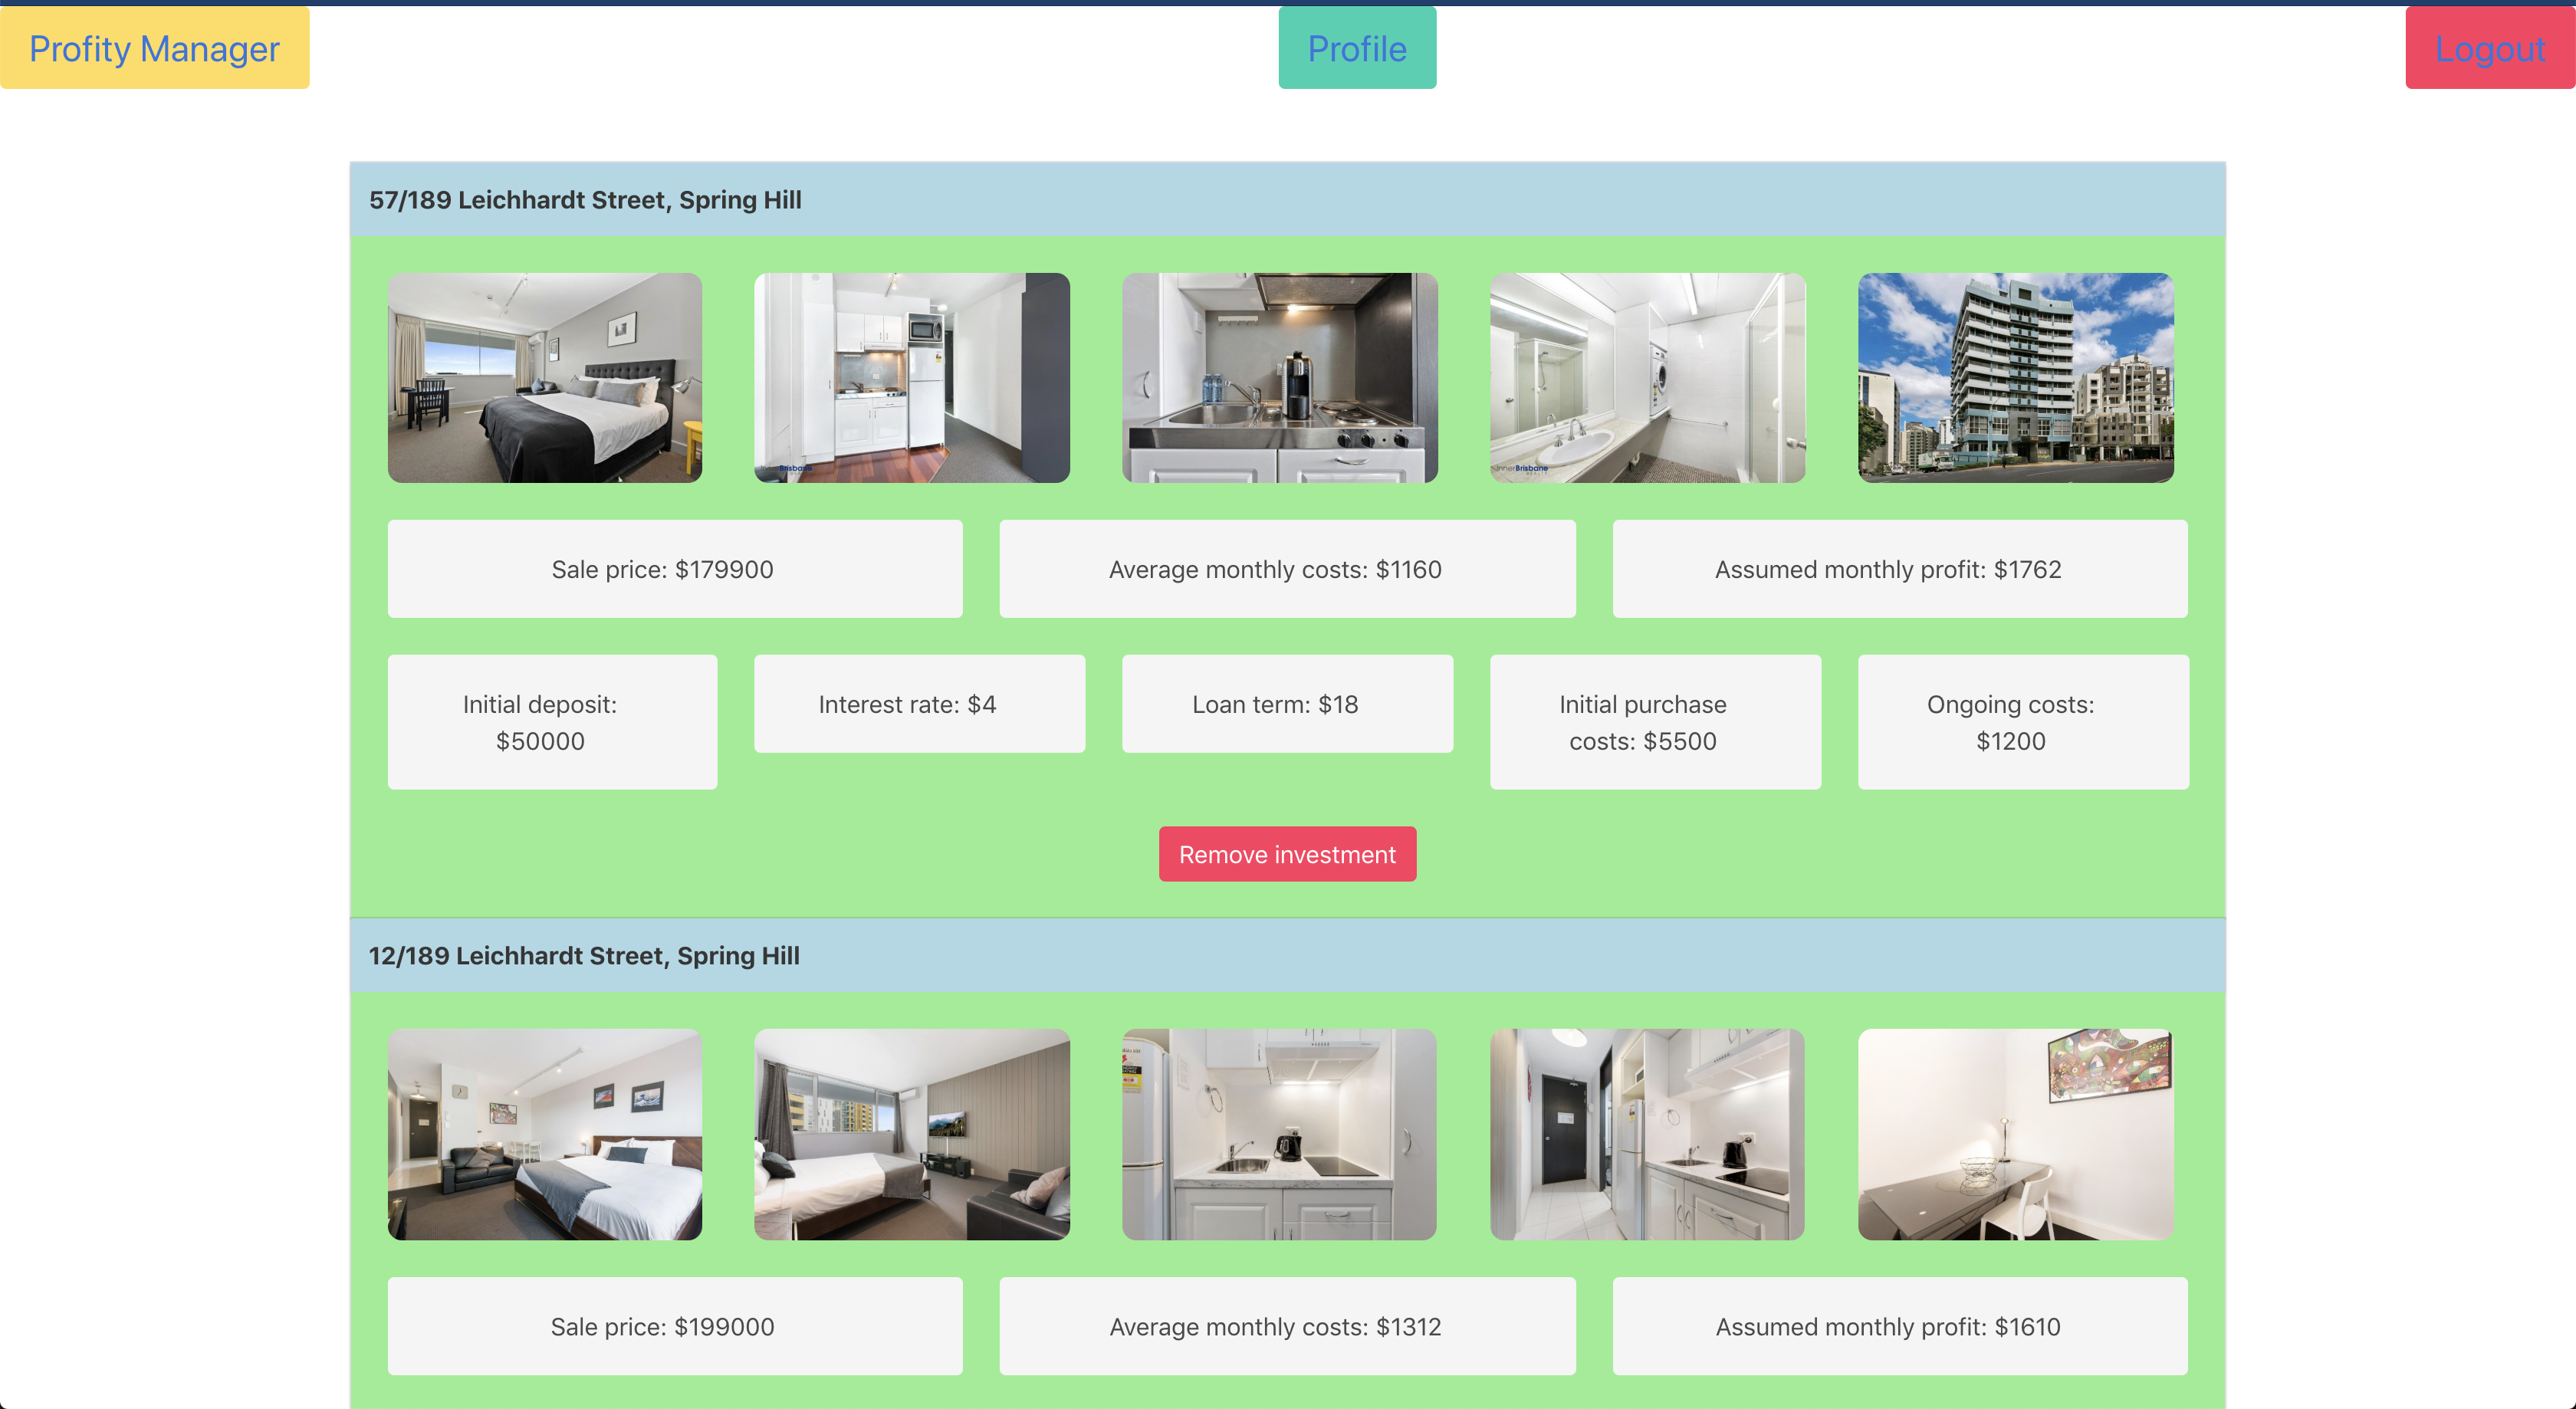 Profity Manager
Profile
Logout
57/189 Leichhardt Street, Spring Hill
InnerBrisbane
InnerBrisbane
Sale price: $179900
Average monthly costs: $1160
Assumed monthly profit: $1762
Initial deposit:
$50000
Interest rate: $4
Loan term: $18
Initial purchase
costs: $5500
Ongoing costs:
$1200
Remove investment
12/189 Leichhardt Street, Spring Hill
Sale price: $199000
Average monthly costs: $1312
Assumed monthly profit: $1610